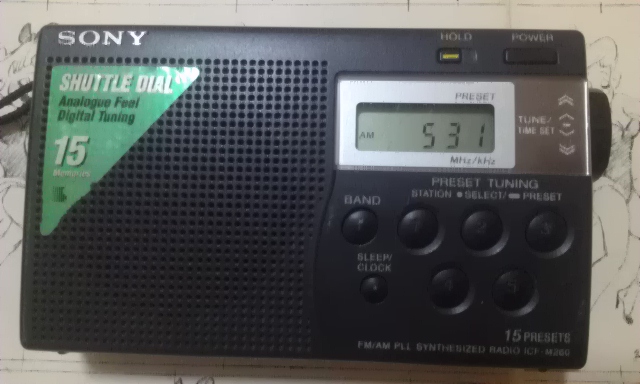 SONY
HOLD POWER
SHUTTLE DIAL
Analogue Feel
Digital Tuning
15
Memories
PRESET
AM 531
MHz/kHz
TUNE/
TIME SET
PRESET TUNING
STATION SELECT/ PRESET
BAND
1 2 3
SLEEP/
CLOCK
4 5
15 PRESETS
FM/AM PLL SYNTHESIZED RADIO ICF-M260